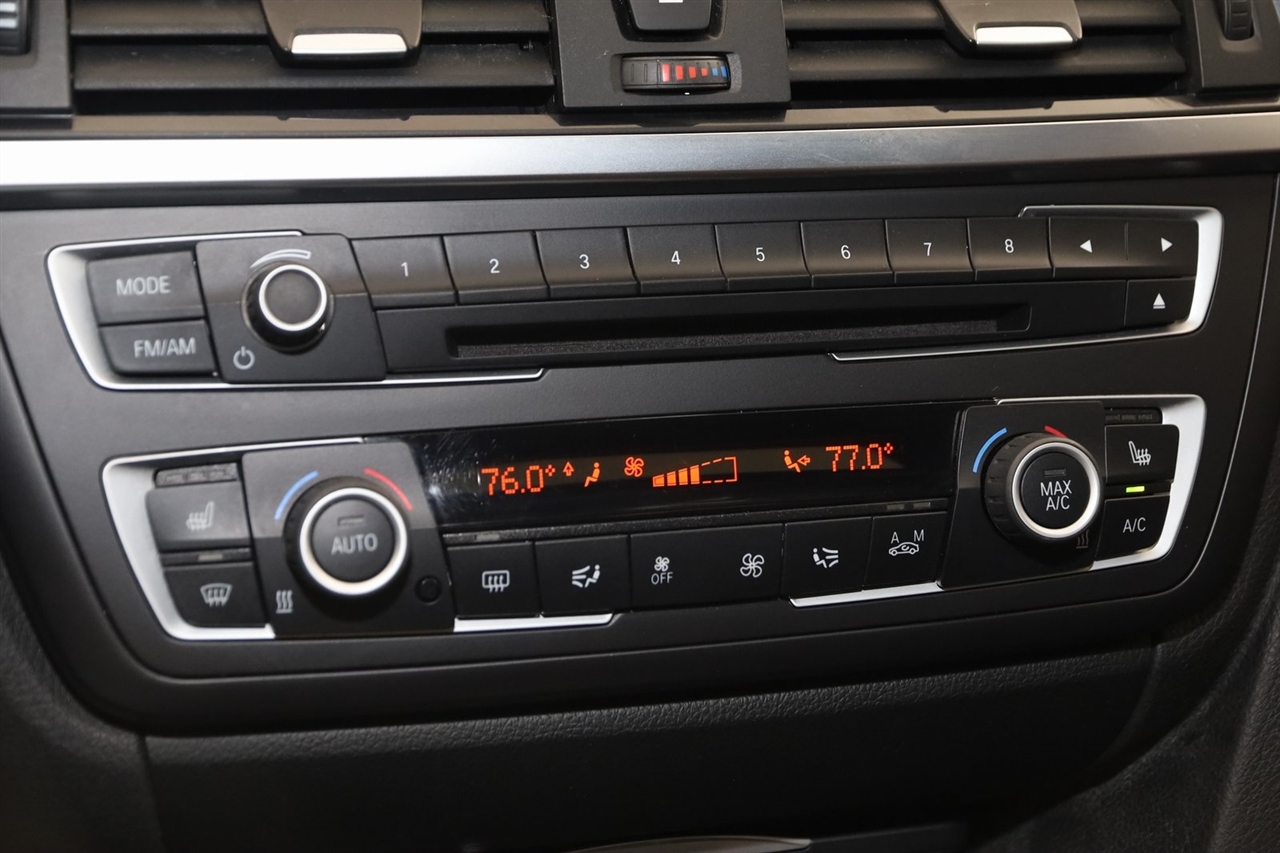 MODE
1 2 3 4 5 6 7 8
FM/AM
76.0° 77.0°
AUTO
MAX
A/C
A/C
OFF
A M